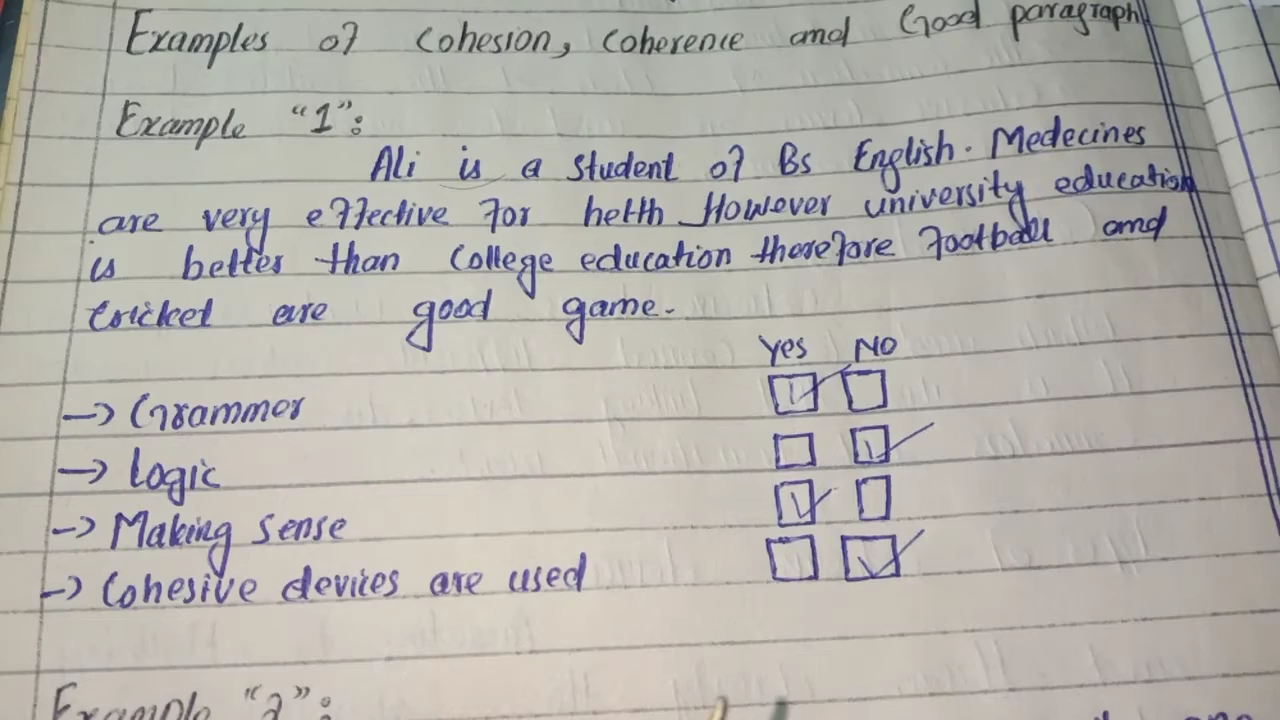 Examples of cohesion, coherence and Good paragraph
Example "1":
Ali is a student of Bs English. Medecines
are very effective for helth However university education
is better than College education therefore football and
cricket are good game.
Yes NO
→ Grammer
→ Logic
→ Making sense
→ Cohesive devices are used
Example "2":